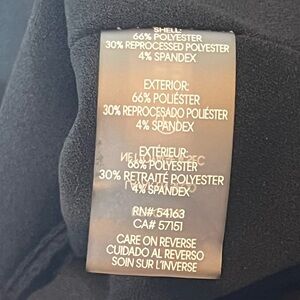 SHELL:
66% POLYESTER
30% REPROCESSED POLYESTER
4% SPANDEX
EXTERIOR:
66% POLIÉSTER
30% REPROCESADO POLIÉSTER
4% SPANDEX
EXTÉRIEUR:
66% POLYESTER
30% RETRAITÉ POLYESTER
4% SPANDEX
RN# 54163
CA# 57151
CARE ON REVERSE
CUIDADO AL REVERSO
SOIN SUR L'INVERSE